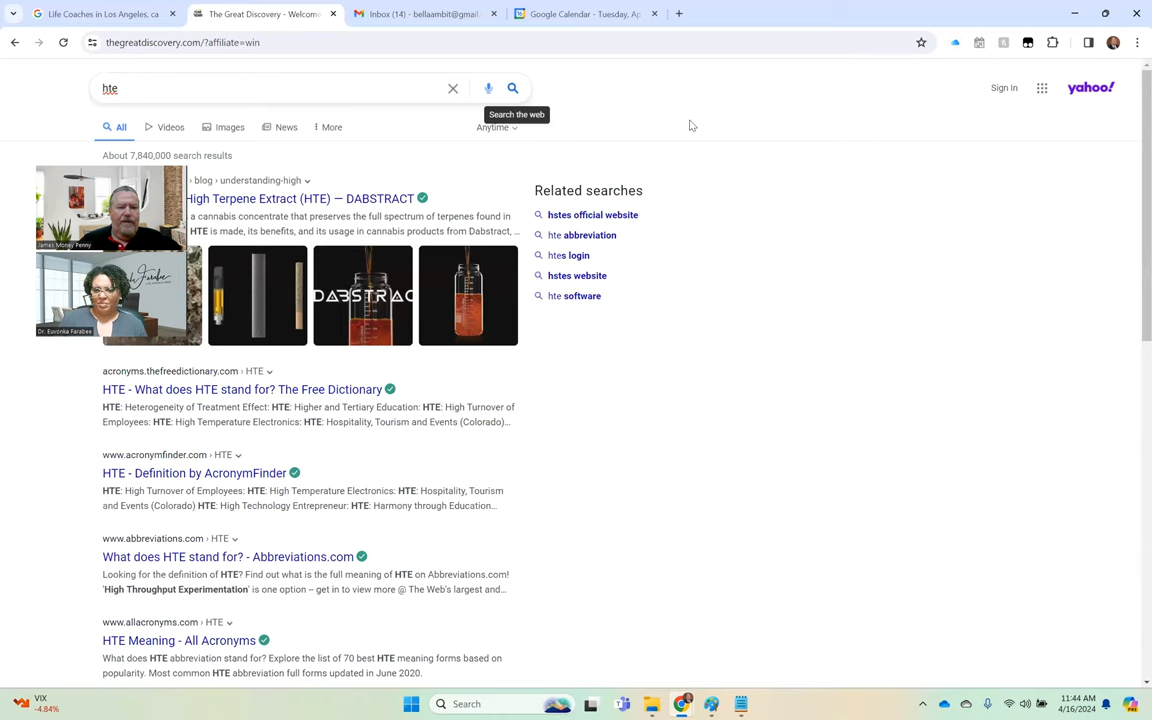 Life Coaches in Los Angeles, ca
The Great Discovery - Welcome
Inbox (14) - bellaambit@gmail
Google Calendar - Tuesday, Ap
thegreatdiscovery.com/?affiliate=win
hte
Search the web
Sign In
yahoo!
All
Videos
Images
News
More
Anytime
About 7,840,000 search results
› blog › understanding-high
High Terpene Extract (HTE) — DABSTRACT
a cannabis concentrate that preserves the full spectrum of terpenes found in
HTE is made, its benefits, and its usage in cannabis products from Dabstract, ...
DABSTRAC
James Money Penny
Farabee
Dr. Euvonka Farabee
acronyms.thefreedictionary.com › HTE
HTE - What does HTE stand for? The Free Dictionary
HTE: Heterogeneity of Treatment Effect: HTE: Higher and Tertiary Education: HTE: High Turnover of
Employees: HTE: High Temperature Electronics: HTE: Hospitality, Tourism and Events (Colorado)...
www.acronymfinder.com › HTE
HTE - Definition by AcronymFinder
HTE: High Turnover of Employees: HTE: High Temperature Electronics: HTE: Hospitality, Tourism
and Events (Colorado) HTE: High Technology Entrepreneur: HTE: Harmony through Education...
www.abbreviations.com › HTE
What does HTE stand for? - Abbreviations.com
Looking for the definition of HTE? Find out what is the full meaning of HTE on Abbreviations.com!
'High Throughput Experimentation' is one option -- get in to view more @ The Web's largest and...
www.allacronyms.com › HTE
HTE Meaning - All Acronyms
What does HTE abbreviation stand for? Explore the list of 70 best HTE meaning forms based on
popularity. Most common HTE abbreviation full forms updated in June 2020.
Related searches
hstes official website
hte abbreviation
htes login
hstes website
hte software
VIX
-4.84%
Search
11:44 AM
4/16/2024
PRE